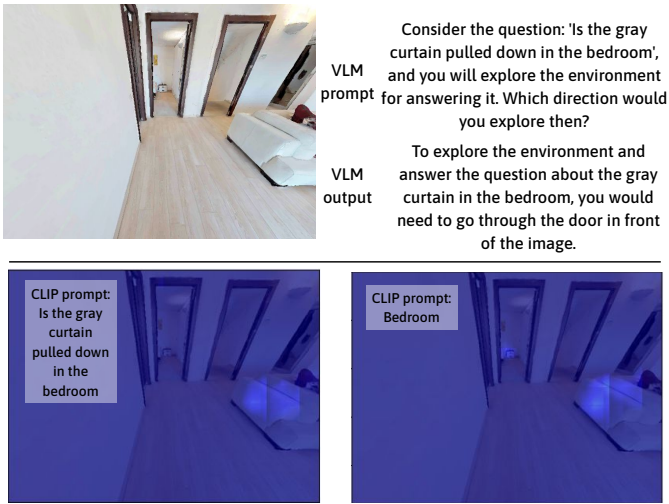 VLM
prompt
Consider the question: 'Is the gray
curtain pulled down in the bedroom',
and you will explore the environment
for answering it. Which direction would
you explore then?
VLM
output
To explore the environment and
answer the question about the gray
curtain in the bedroom, you would
need to go through the door in front
of the image.
CLIP prompt:
Is the gray
curtain
pulled down
in the
bedroom
CLIP prompt:
Bedroom